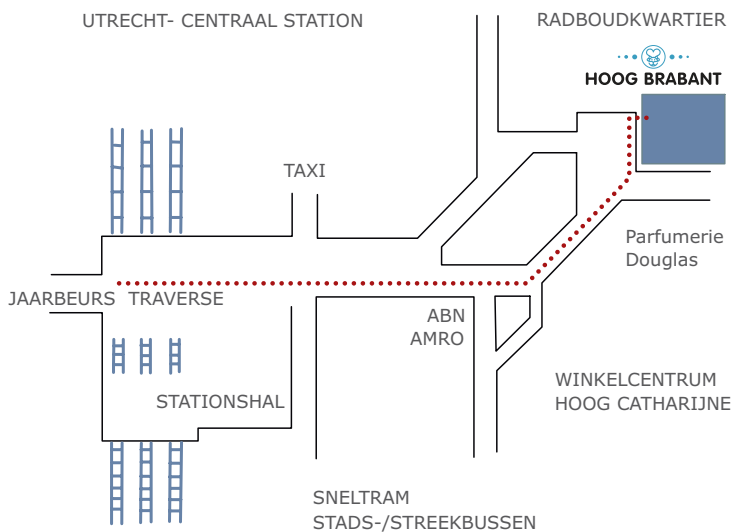 UTRECHT- CENTRAAL STATION
RADBOUDKWARTIER
HOOG BRABANT
TAXI
Parfumerie
Douglas
JAARBEURS TRAVERSE
ABN
AMRO
WINKELCENTRUM
HOOG CATHARIJNE
STATIONSHAL
SNELTRAM
STADS-/STREEKBUSSEN